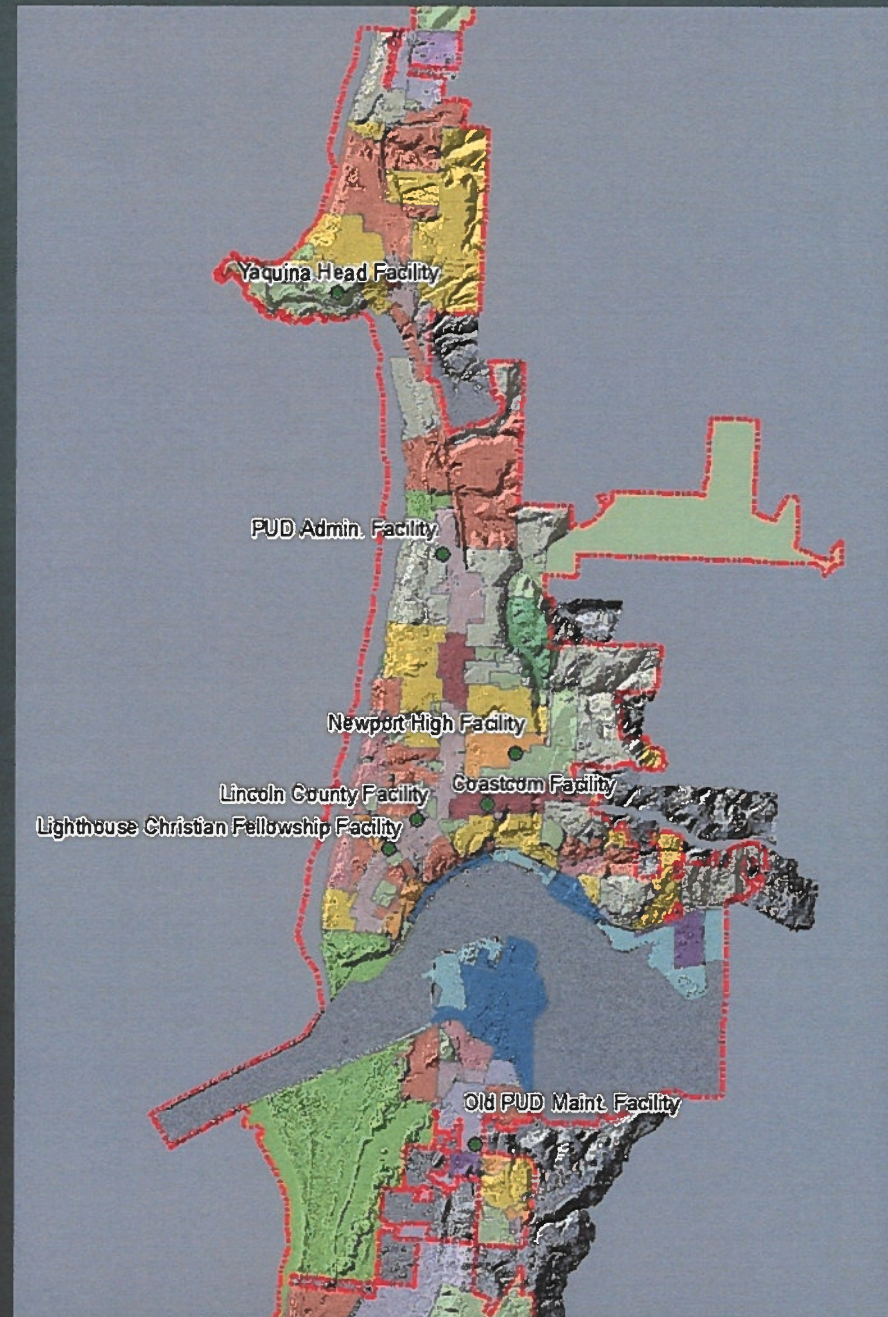 Yaquina Head Facility
PUD Admin. Facility
Newport High Facility
Coastcom Facility
Lincoln County Facility
Lighthouse Christian Fellowship Facility
Old PUD Maint. Facility